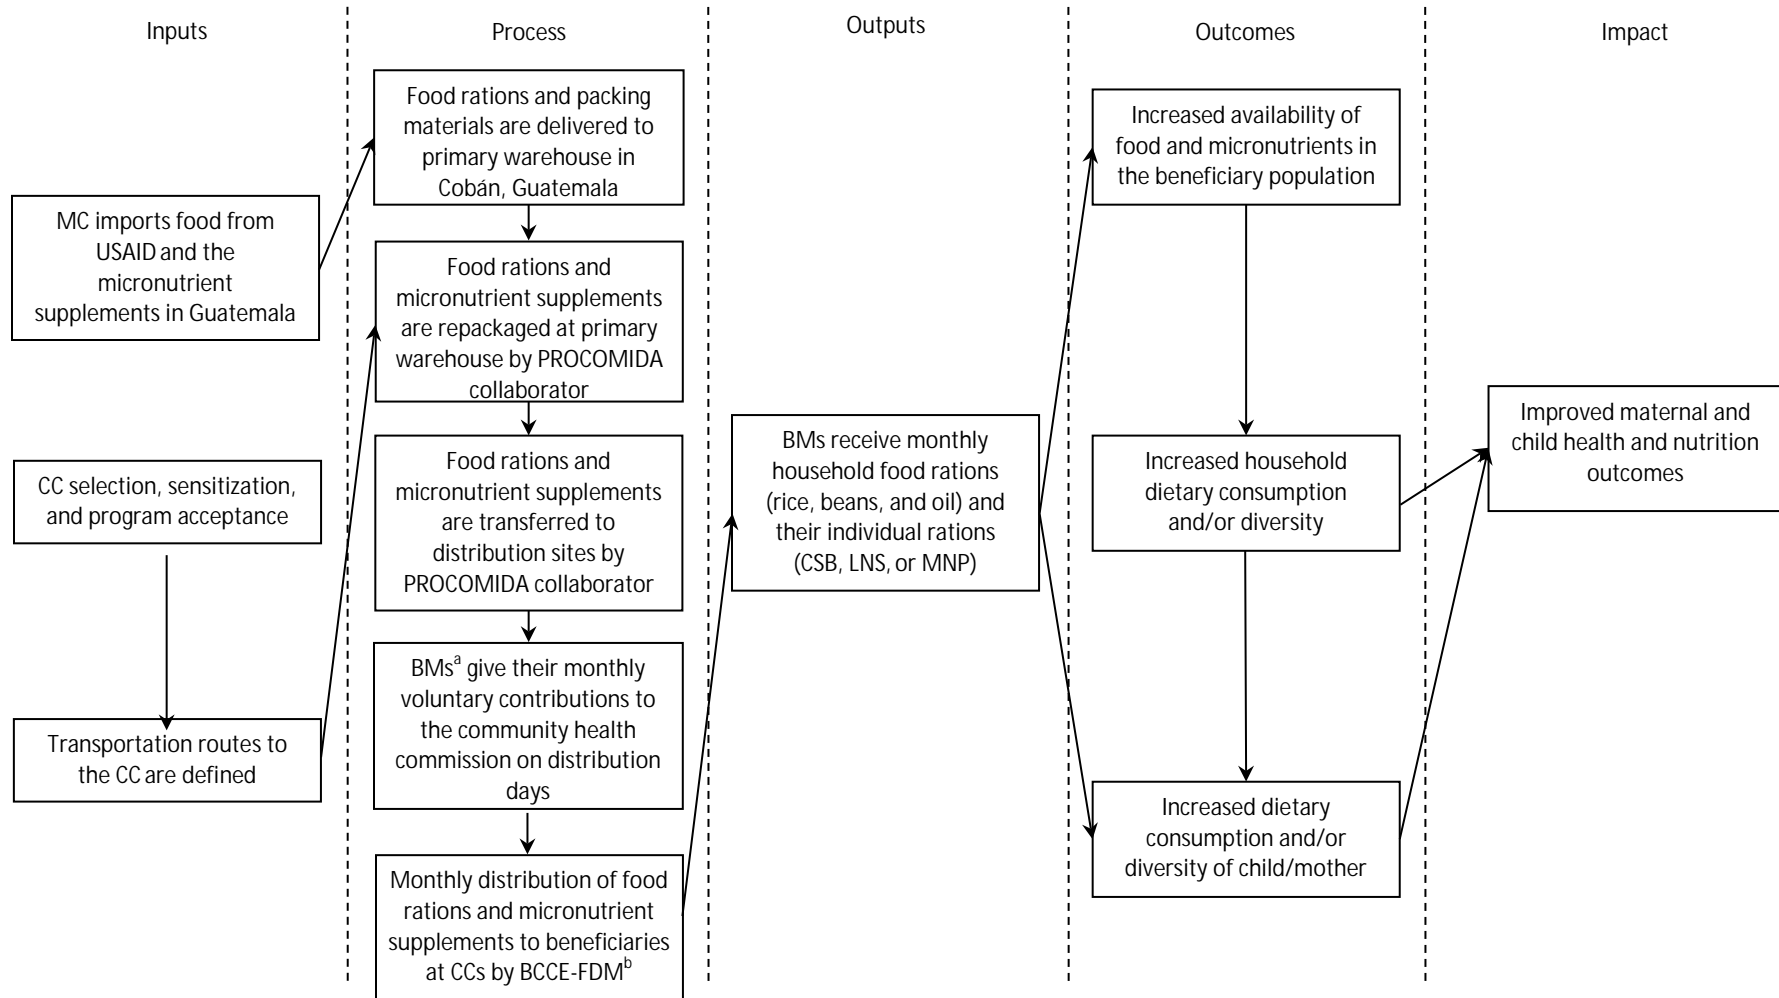 Inputs
Process
Outputs
Outcomes
Impact
MC imports food from
USAID and the
micronutrient
supplements in Guatemala
CC selection, sensitization,
and program acceptance
Transportation routes to
the CC are defined
Food rations and packing
materials are delivered to
primary warehouse in
Cobán, Guatemala
Food rations and
micronutrient supplements
are repackaged at primary
warehouse by PROCOMIDA
collaborator
Food rations and
micronutrient supplements
are transferred to
distribution sites by
PROCOMIDA collaborator
BMsᵃ give their monthly
voluntary contributions to
the community health
commission on distribution
days
Monthly distribution of food
rations and micronutrient
supplements to beneficiaries
at CCs by BCCE-FDMᵇ
BMs receive monthly
household food rations
(rice, beans, and oil) and
their individual rations
(CSB, LNS, or MNP)
Increased availability of
food and micronutrients in
the beneficiary population
Increased household
dietary consumption
and/or diversity
Increased dietary
consumption and/or
diversity of child/mother
Improved maternal and
child health and nutrition
outcomes